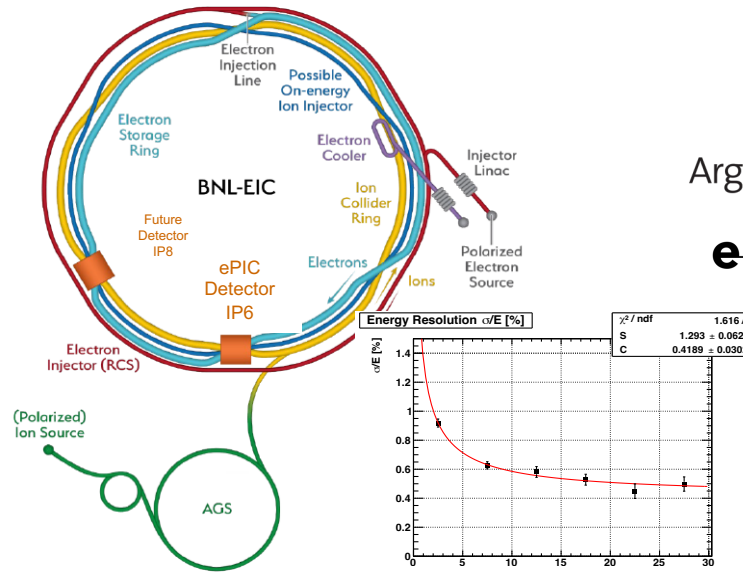 Electron
Injection
Line
Possible
On-energy
Ion Injector
Electron
Storage
Ring
Electron
Cooler
Injector
Linac
BNL-EIC
Ion
Collider
Ring
Future
Detector
IP8
Polarized
Electron
Source
ePIC
Detector
IP6
Electrons
Ions
Electron
Injector (RCS)
(Polarized)
Ion Source
AGS
Arg
e
Energy Resolution σ/E [%]
χ² / ndf 1.616 /
S 1.293 ± 0.062
C 0.4189 ± 0.030
σ/E [%]
1.4
1.2
1
0.8
0.6
0.4
0.2
0
0 5 10 15 20 25 30